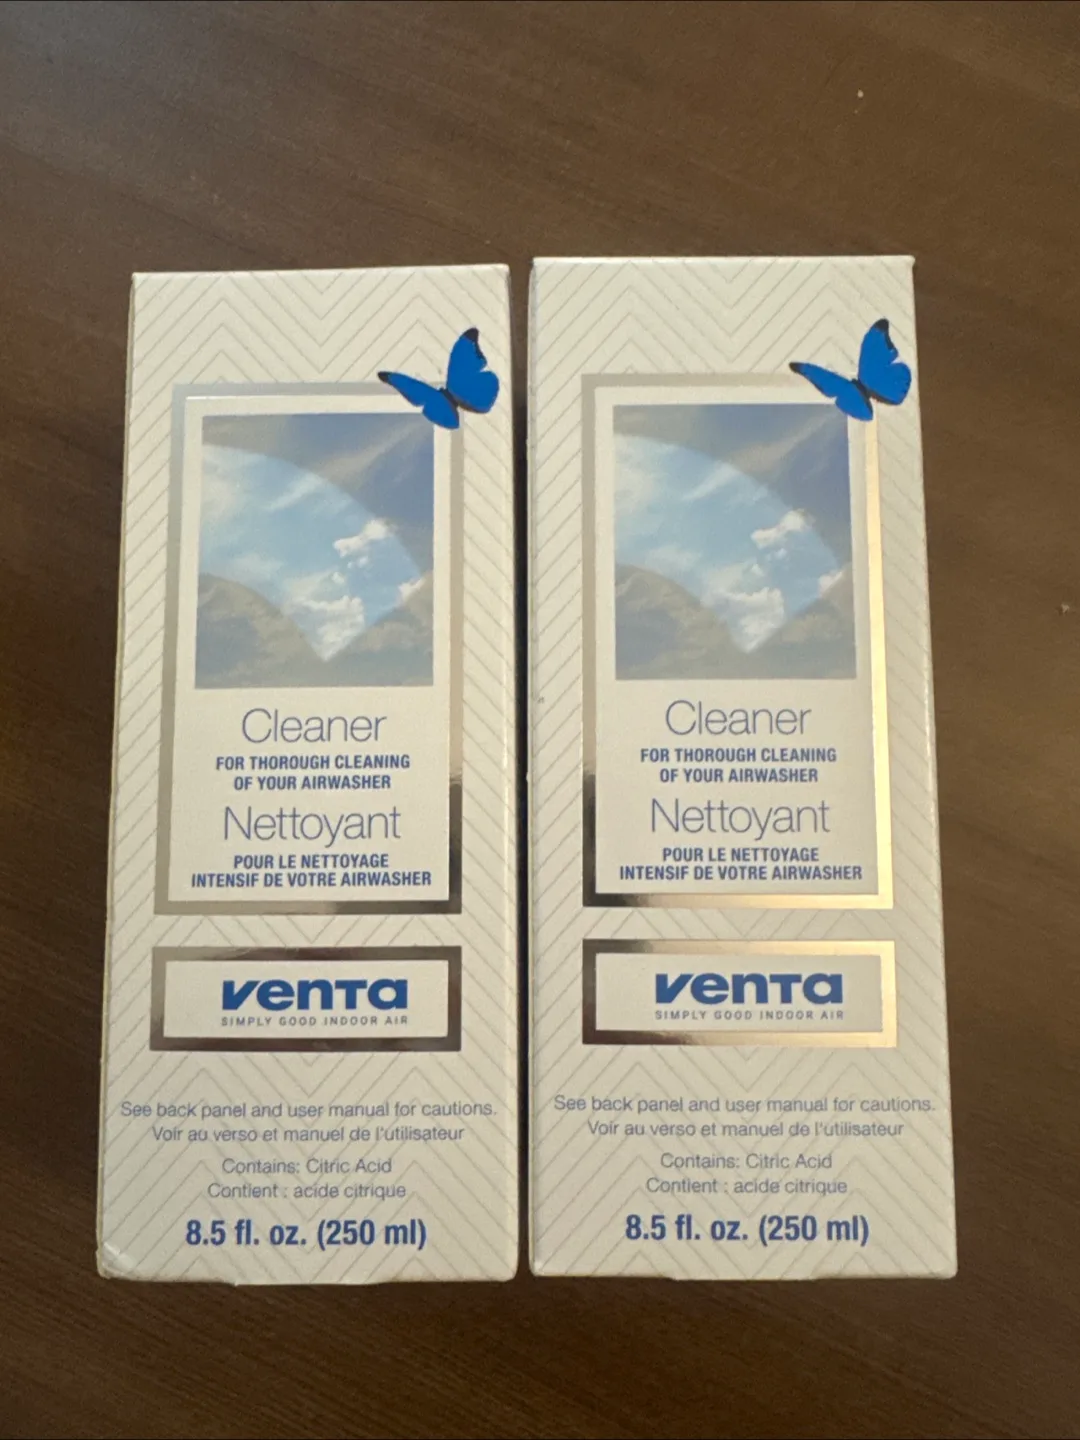 Cleaner
FOR THOROUGH CLEANING
OF YOUR AIRWASHER
Nettoyant
POUR LE NETTOYAGE
INTENSIF DE VOTRE AIRWASHER
venta
SIMPLY GOOD INDOOR AIR
See back panel and user manual for cautions.
Voir au verso et manuel de l'utilisateur
Contains: Citric Acid
Contient : acide citrique
8.5 fl. oz. (250 ml)
Cleaner
FOR THOROUGH CLEANING
OF YOUR AIRWASHER
Nettoyant
POUR LE NETTOYAGE
INTENSIF DE VOTRE AIRWASHER
venta
SIMPLY GOOD INDOOR AIR
See back panel and user manual for cautions.
Voir au verso et manuel de l'utilisateur
Contains: Citric Acid
Contient : acide citrique
8.5 fl. oz. (250 ml)